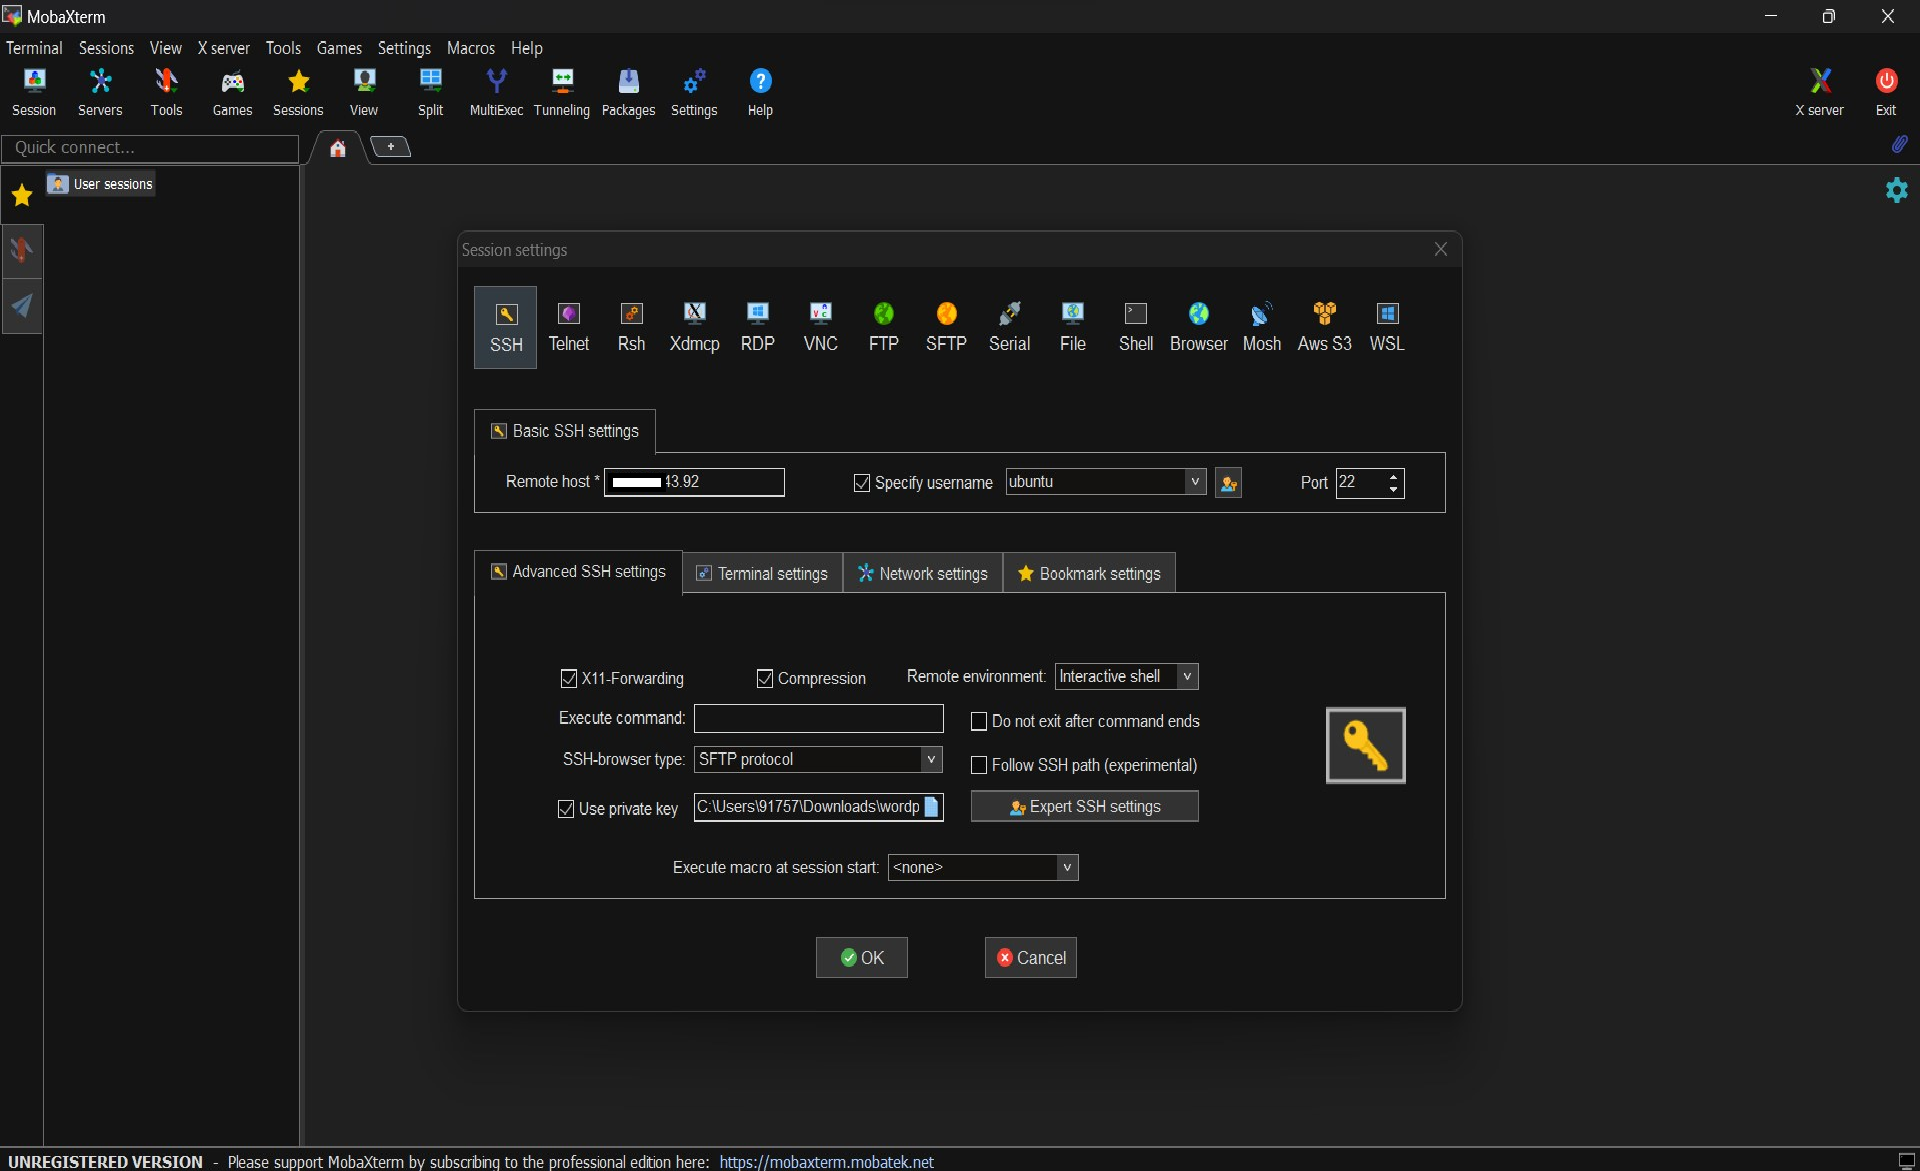 MobaXterm
Terminal Sessions View X server Tools Games Settings Macros Help
Session Servers Tools Games Sessions View Split MultiExec Tunneling Packages Settings Help X server Exit
Quick connect...
User sessions
Session settings
SSH Telnet Rsh Xdmcp RDP VNC FTP SFTP Serial File Shell Browser Mosh Aws S3 WSL
Basic SSH settings
Remote host * 43.92 Specify username ubuntu Port 22
Advanced SSH settings Terminal settings Network settings Bookmark settings
X11-Forwarding Compression Remote environment: Interactive shell
Execute command: Do not exit after command ends
SSH-browser type: SFTP protocol Follow SSH path (experimental)
Use private key C:\Users\91757\Downloads\wordp Expert SSH settings
Execute macro at session start: <none>
OK Cancel
UNREGISTERED VERSION - Please support MobaXterm by subscribing to the professional edition here: https://mobaxterm.mobatek.net